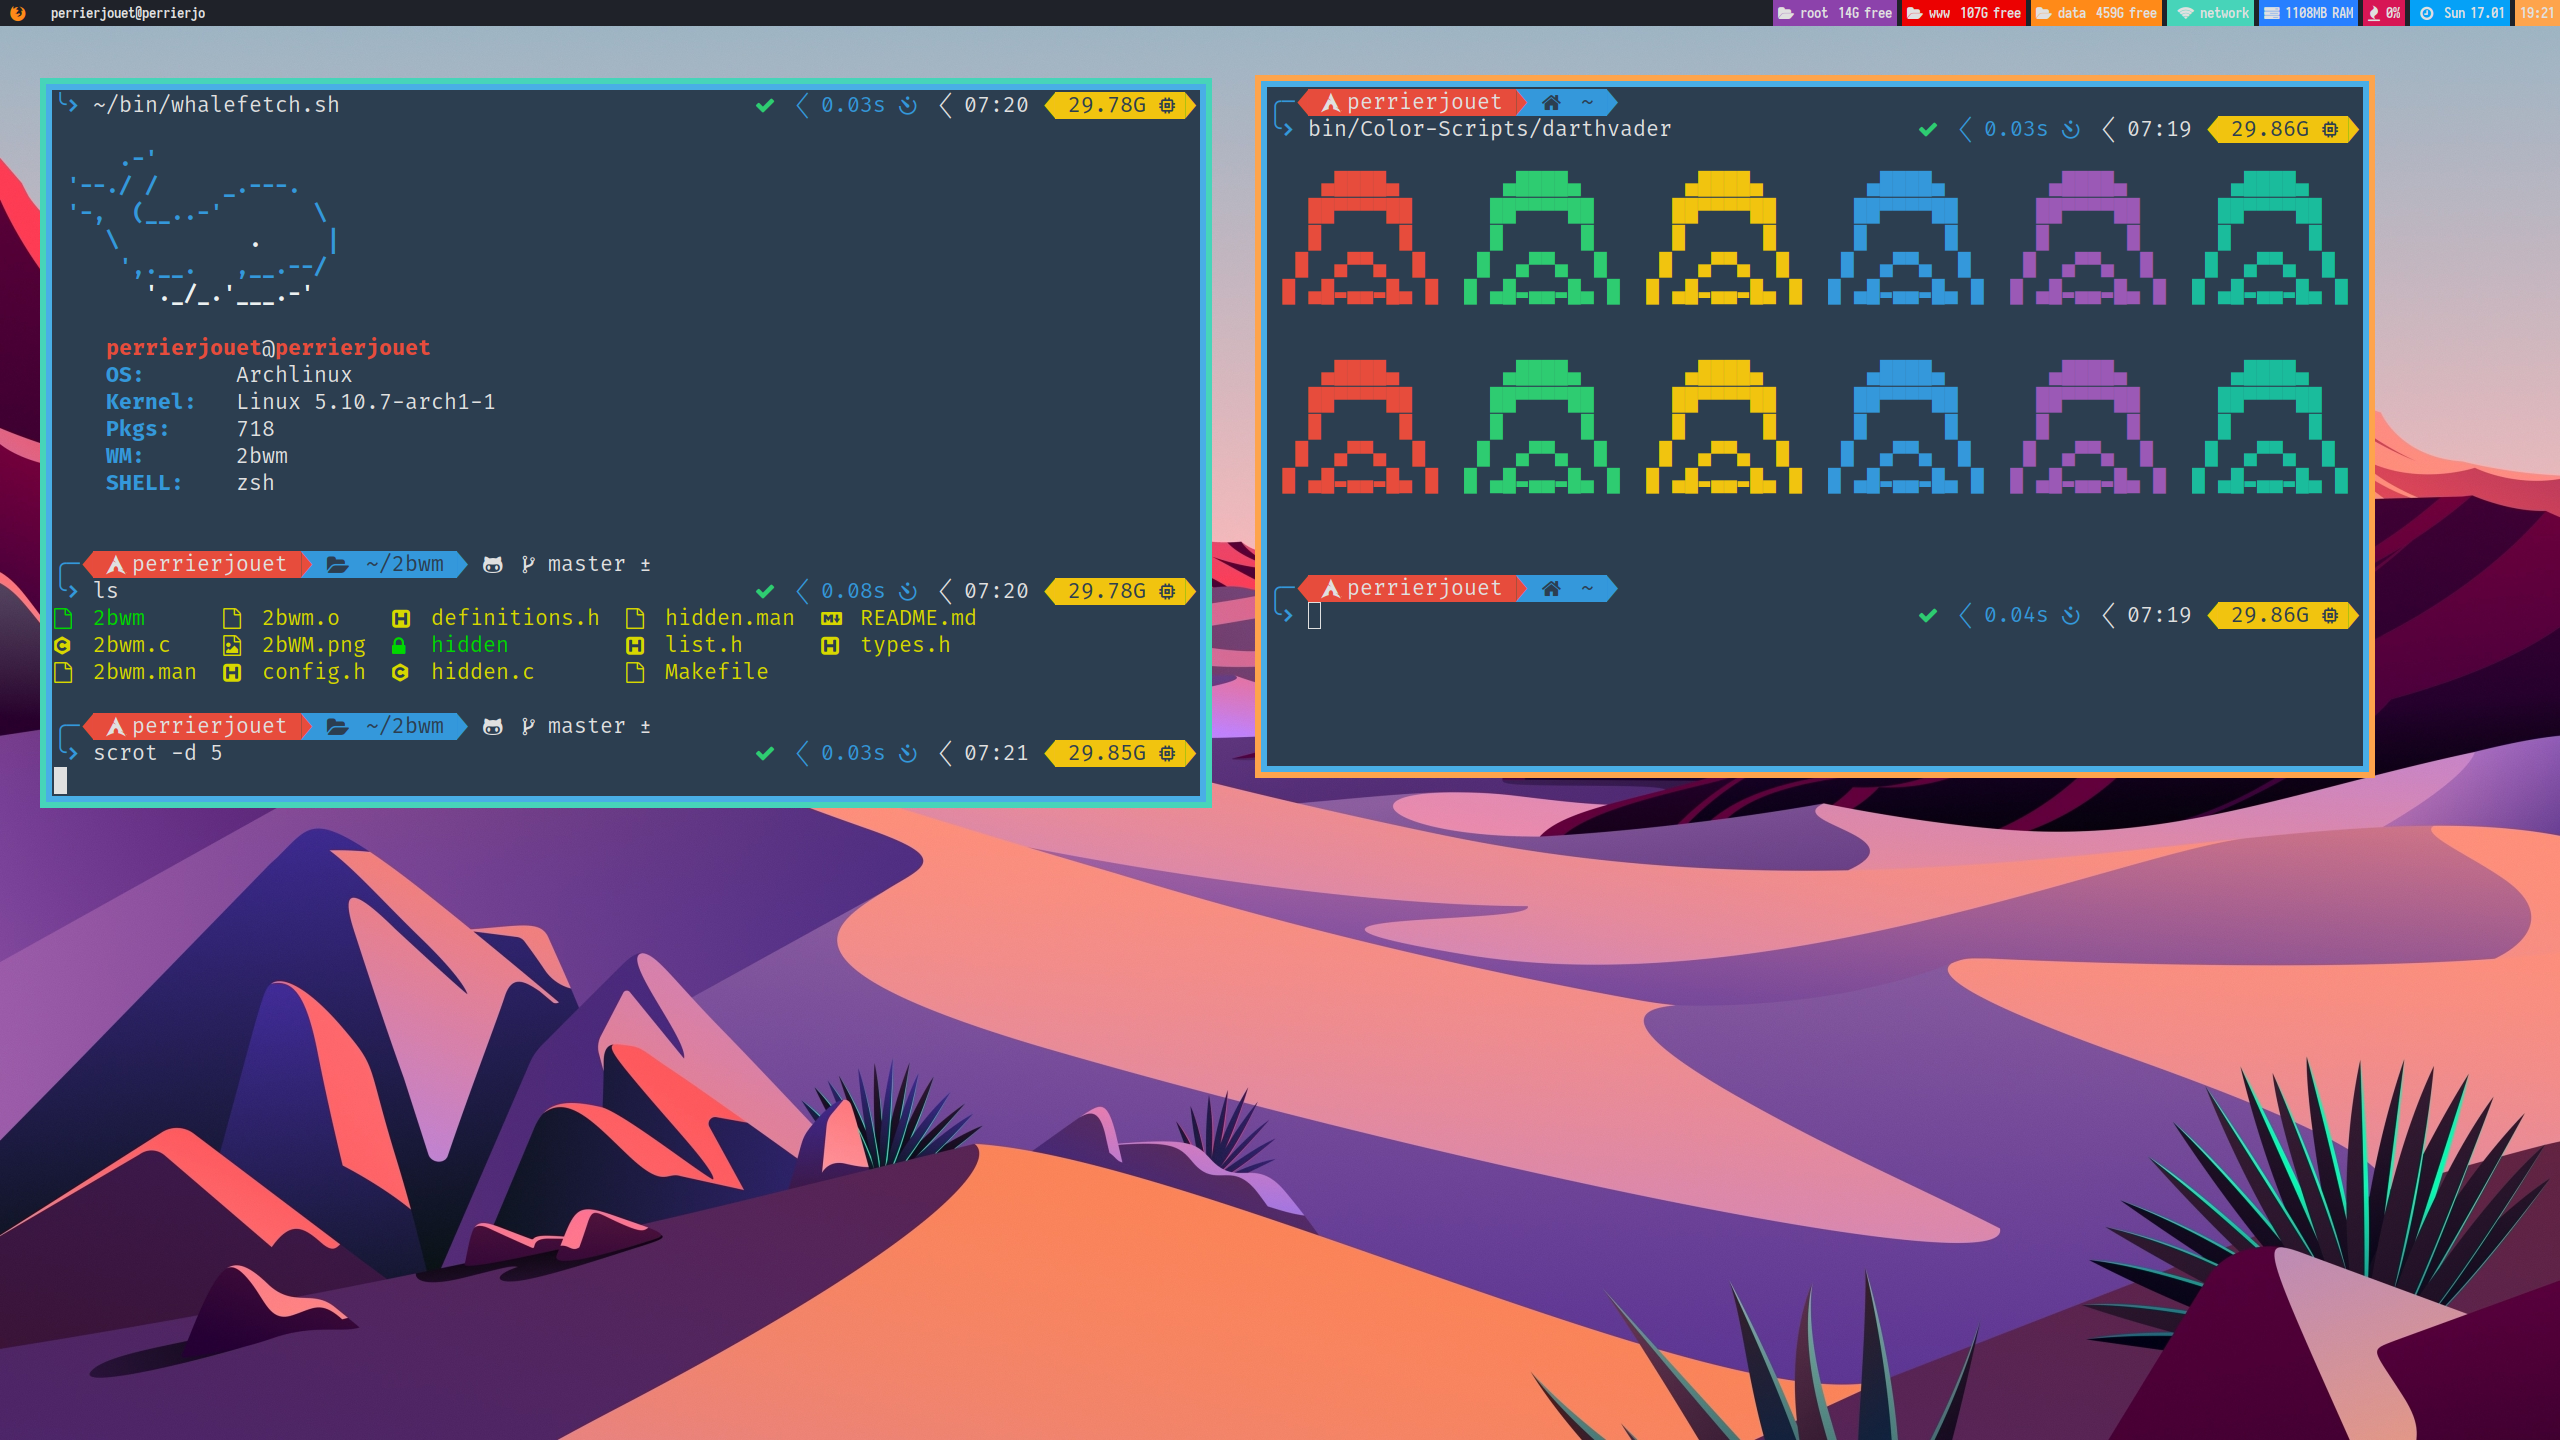 perrierjouet@perrierjo
root 14G free www 107G free data 459G free network 1108MB RAM 0% Sun 17.01 19:21
~/bin/whalefetch.sh 0.03s 07:20 29.78G
.-'
'--./ / _.---.
'-, (__..-' \
\ . |
',.__. ,__.--/
'._/_.'___.-'
perrierjouet@perrierjouet
OS: Archlinux
Kernel: Linux 5.10.7-arch1-1
Pkgs: 718
WM: 2bwm
SHELL: zsh
perrierjouet ~/2bwm master ±
ls 0.08s 07:20 29.78G
2bwm 2bwm.o definitions.h hidden.man README.md
2bwm.c 2bWM.png hidden list.h types.h
2bwm.man config.h hidden.c Makefile
perrierjouet ~/2bwm master ±
scrot -d 5 0.03s 07:21 29.85G
perrierjouet ~
bin/Color-Scripts/darthvader 0.03s 07:19 29.86G
perrierjouet ~
0.04s 07:19 29.86G